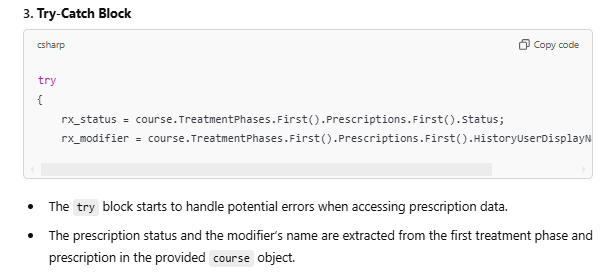 3. Try-Catch Block
csharp
Copy code
try
{
rx_status = course.TreatmentPhases.First().Prescriptions.First().Status;
rx_modifier = course.TreatmentPhases.First().Prescriptions.First().HistoryUserDisplayN
• The try block starts to handle potential errors when accessing prescription data.
• The prescription status and the modifier's name are extracted from the first treatment phase and
prescription in the provided course object.